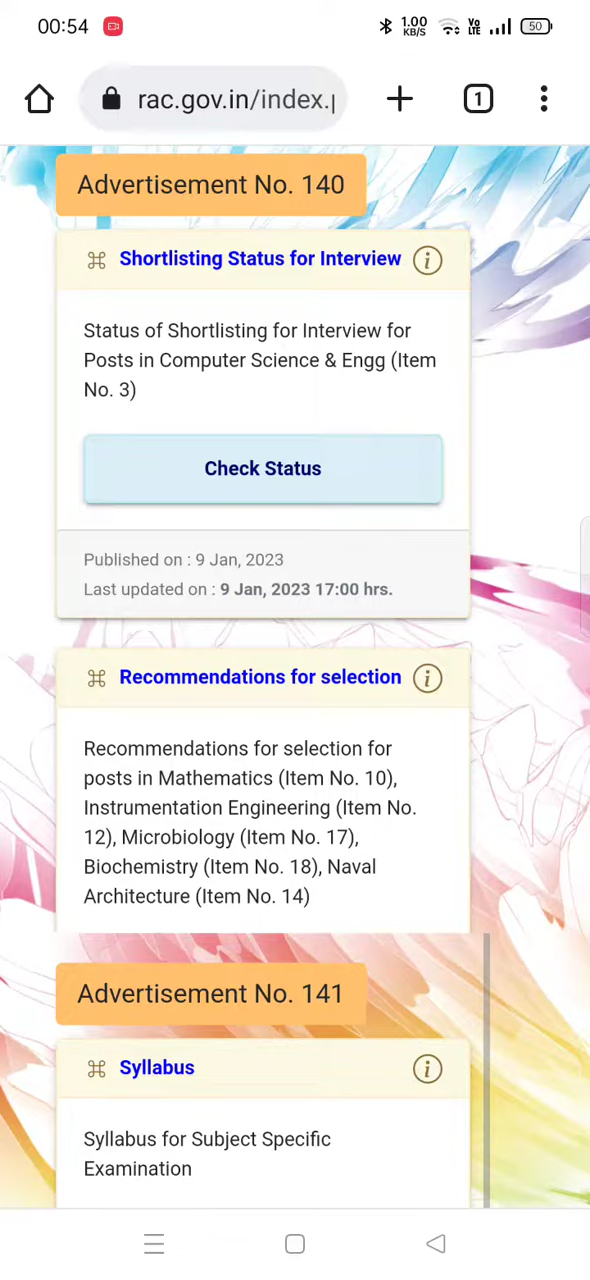 00:54
1.00
KB/S
Vo
LTE
50
rac.gov.in/index.p
1
Advertisement No. 140
Shortlisting Status for Interview
Status of Shortlisting for Interview for
Posts in Computer Science & Engg (Item
No. 3)
Check Status
Published on : 9 Jan, 2023
Last updated on : 9 Jan, 2023 17:00 hrs.
Recommendations for selection
Recommendations for selection for
posts in Mathematics (Item No. 10),
Instrumentation Engineering (Item No.
12), Microbiology (Item No. 17),
Biochemistry (Item No. 18), Naval
Architecture (Item No. 14)
Advertisement No. 141
Syllabus
Syllabus for Subject Specific
Examination